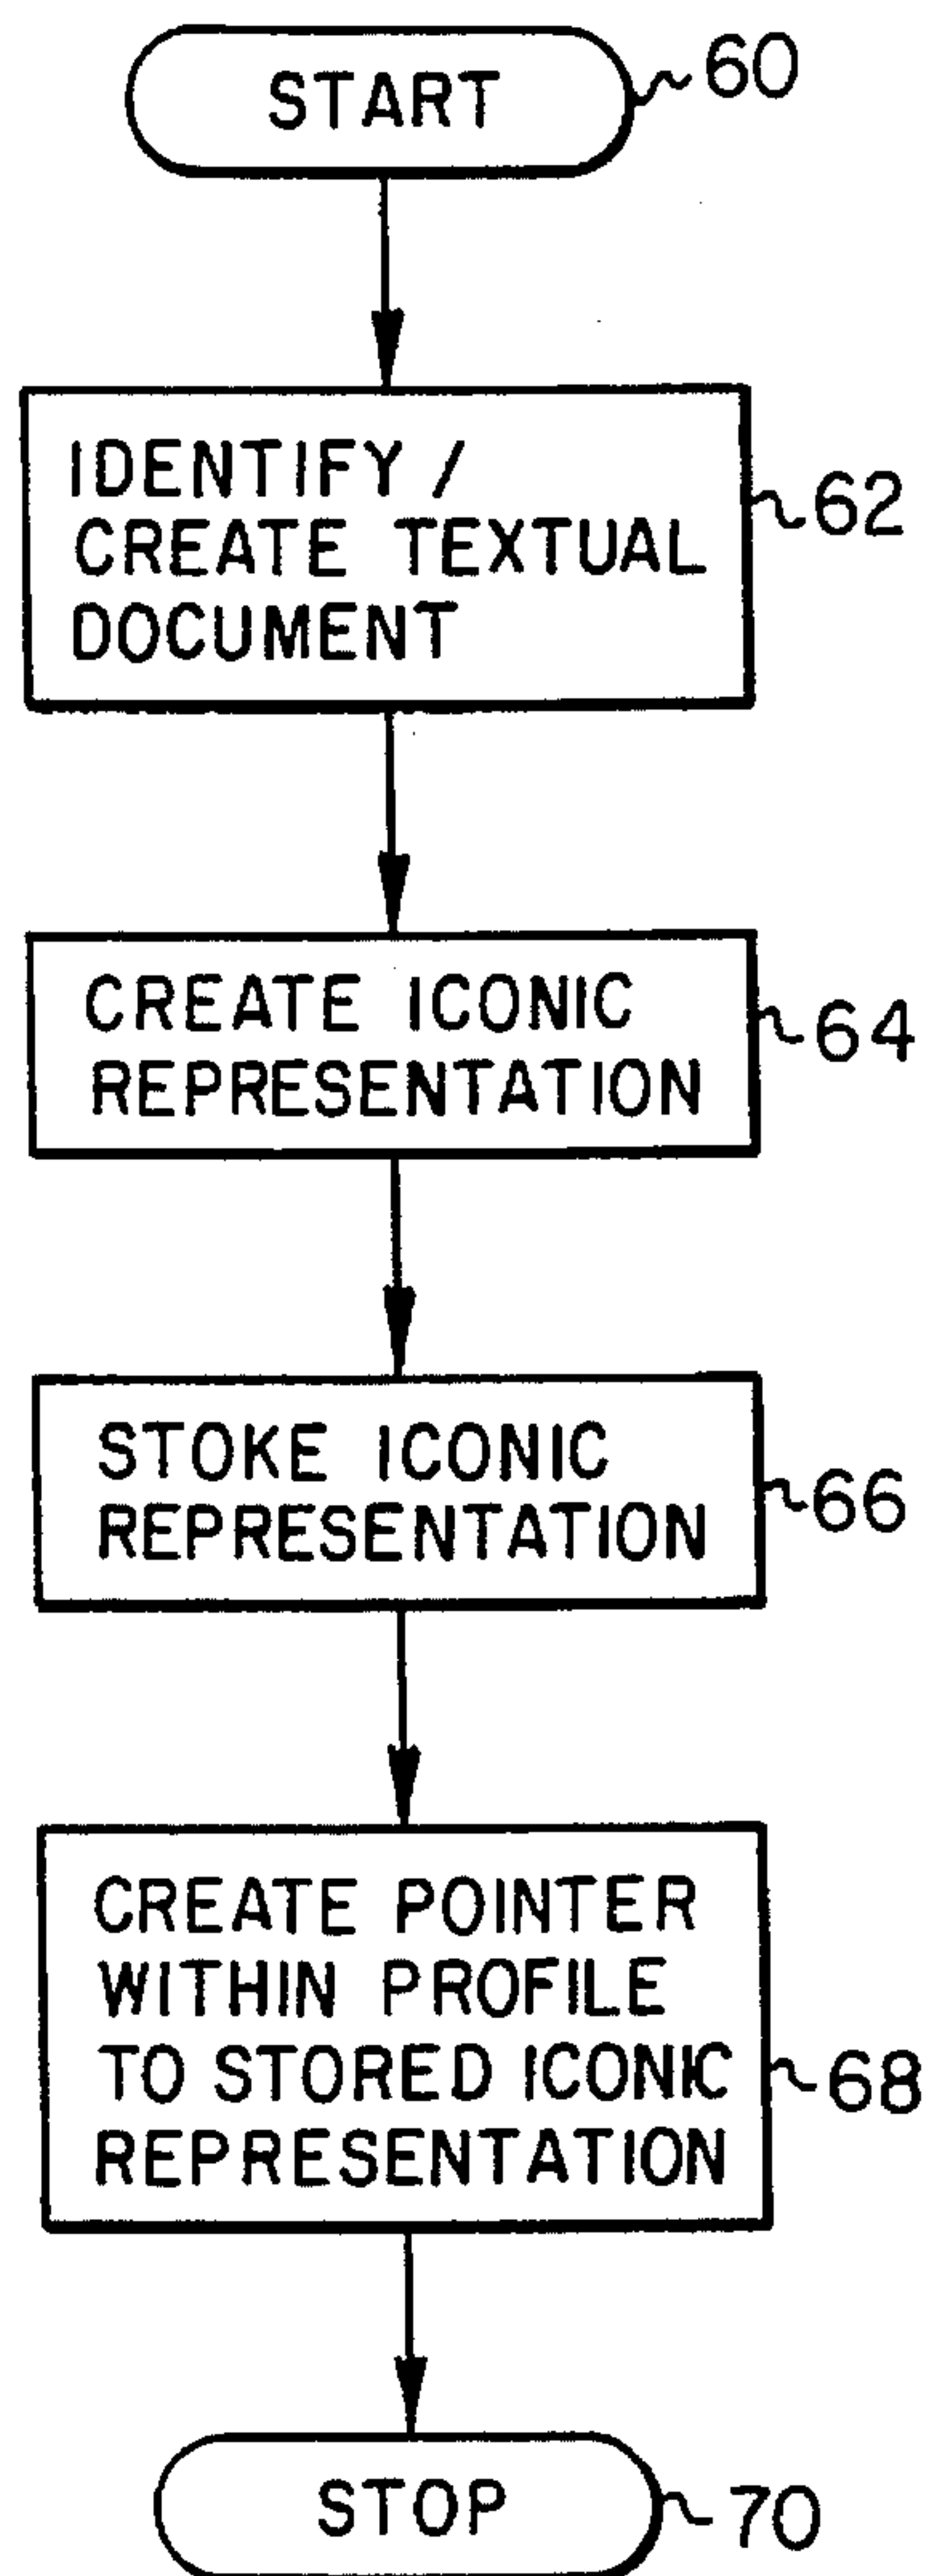 START
60
IDENTIFY /
CREATE TEXTUAL
DOCUMENT
62
CREATE ICONIC
REPRESENTATION
64
STOKE ICONIC
REPRESENTATION
66
CREATE POINTER
WITHIN PROFILE
TO STORED ICONIC
REPRESENTATION
68
STOP
70